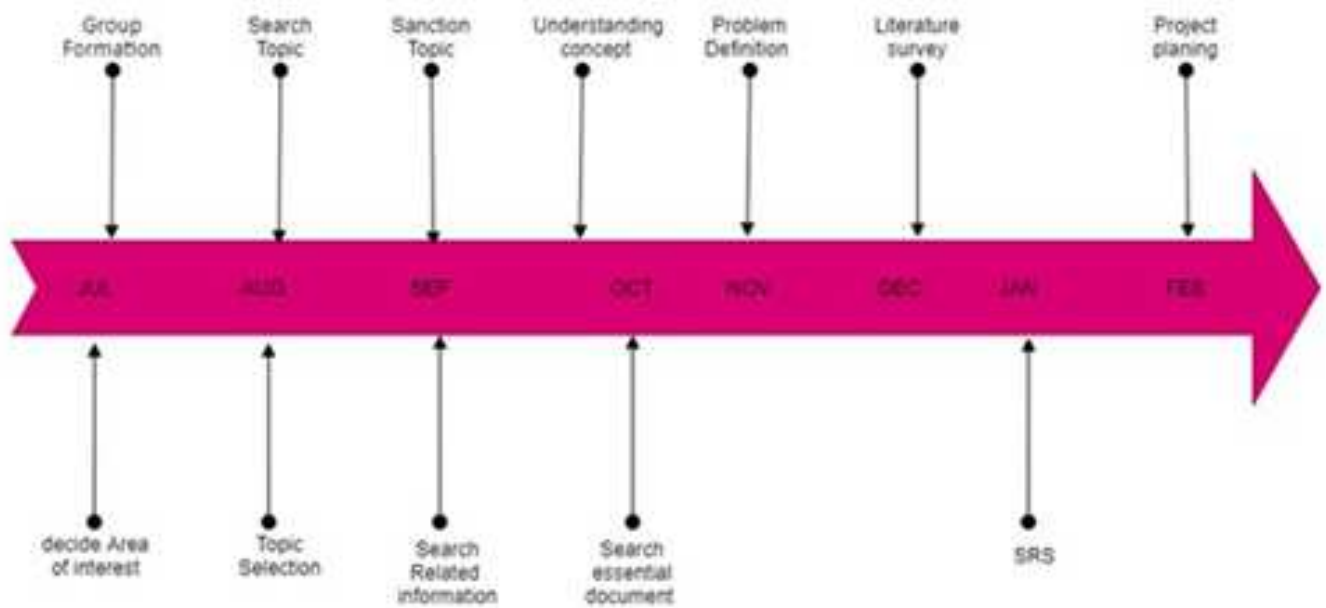 Group
Formation
Search
Topic
Sanction
Topic
Understanding
concept
Problem
Definition
Literature
survey
Project
planing
JUL
AUG
SEP
OCT
NOV
DEC
JAN
FEB
decide Area
of interest
Topic
Selection
Search
Related
information
Search
essential
document
SRS